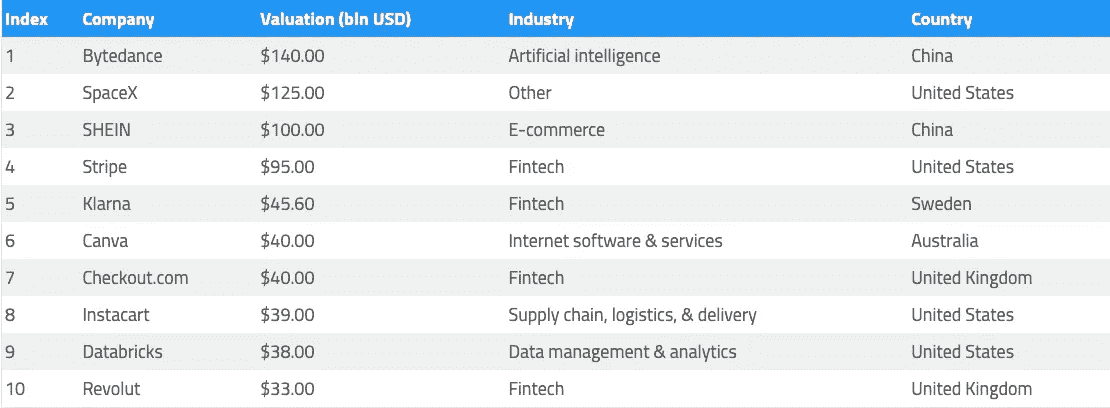 Index Company Valuation (bln USD) Industry Country
1 Bytedance $140.00 Artificial intelligence China
2 SpaceX $125.00 Other United States
3 SHEIN $100.00 E-commerce China
4 Stripe $95.00 Fintech United States
5 Klarna $45.60 Fintech Sweden
6 Canva $40.00 Internet software & services Australia
7 Checkout.com $40.00 Fintech United Kingdom
8 Instacart $39.00 Supply chain, logistics, & delivery United States
9 Databricks $38.00 Data management & analytics United States
10 Revolut $33.00 Fintech United Kingdom